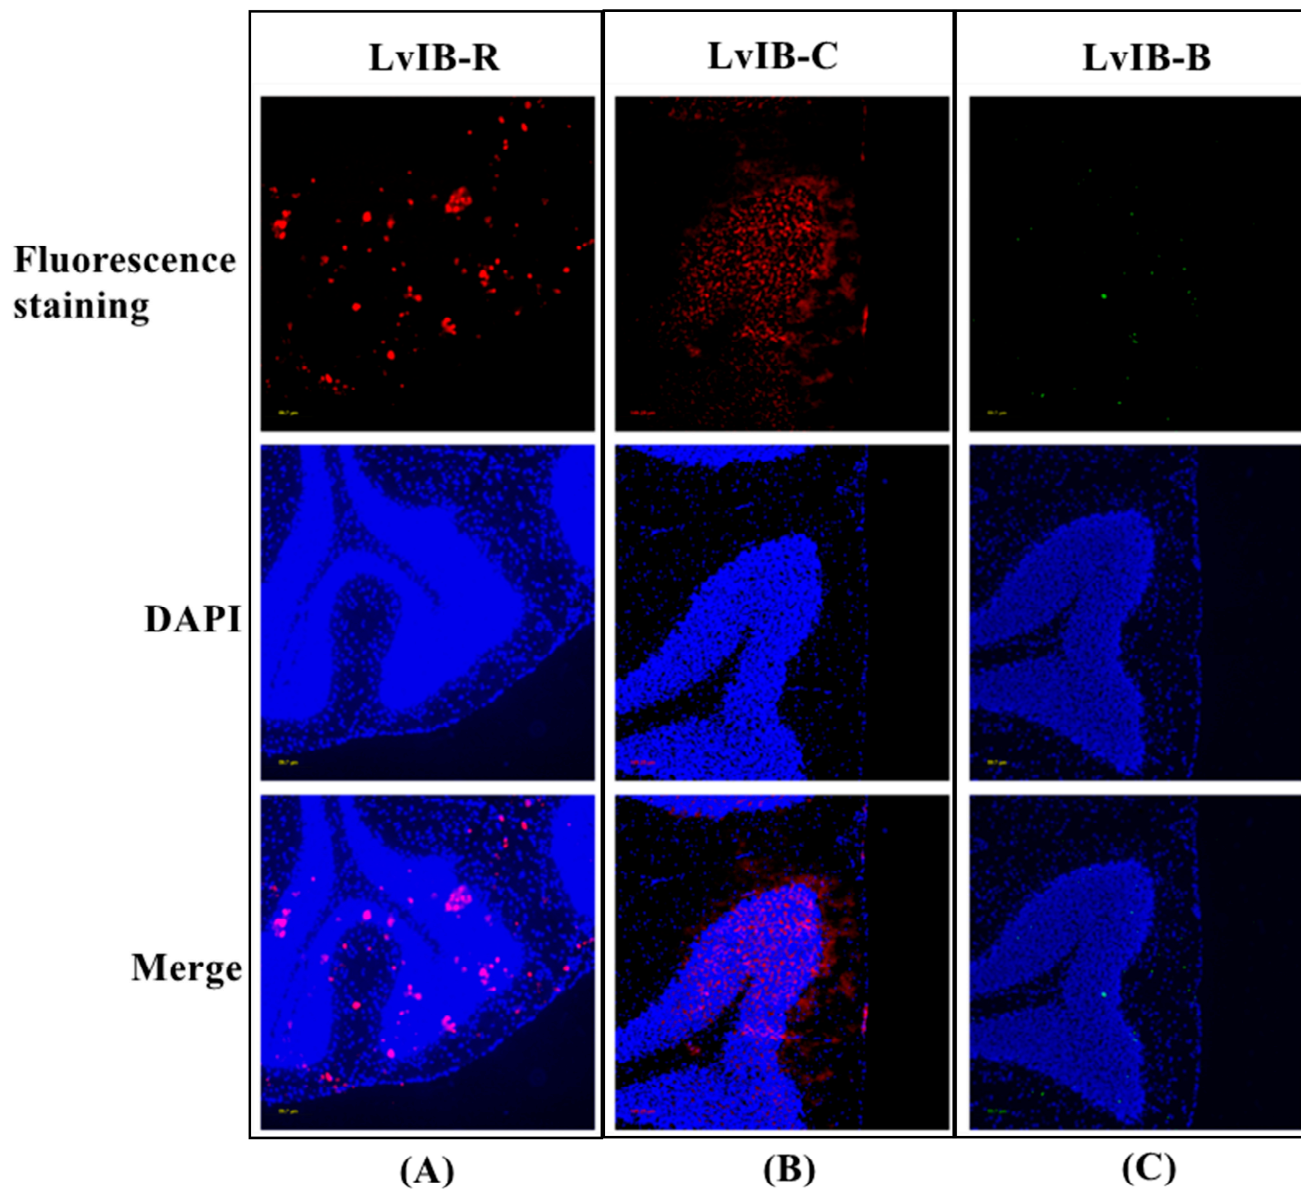 LvIB-R
LvIB-C
LvIB-B
Fluorescence
staining
DAPI
Merge
(A)
(B)
(C)